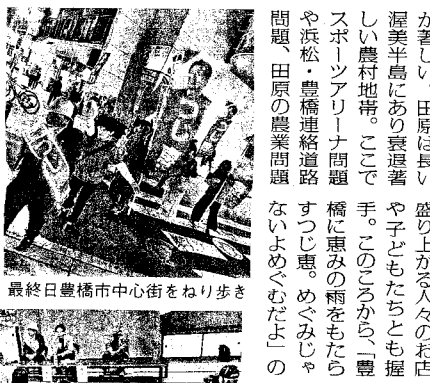 が著しい、田原は長い
渥美半島にあり衰退著
しい農村地帯。ここで
スポーツアリーナ問題
や浜松・豊橋連絡道路
問題、田原の農業問題
盛り上がる人々のお店
や子どもたちとも握
手。このころから、「豊
橋に恵みの雨をもたら
すつじ恵。めぐみじゃ
ないよめぐむだよ」の
最終日豊橋市中心街をねり歩き